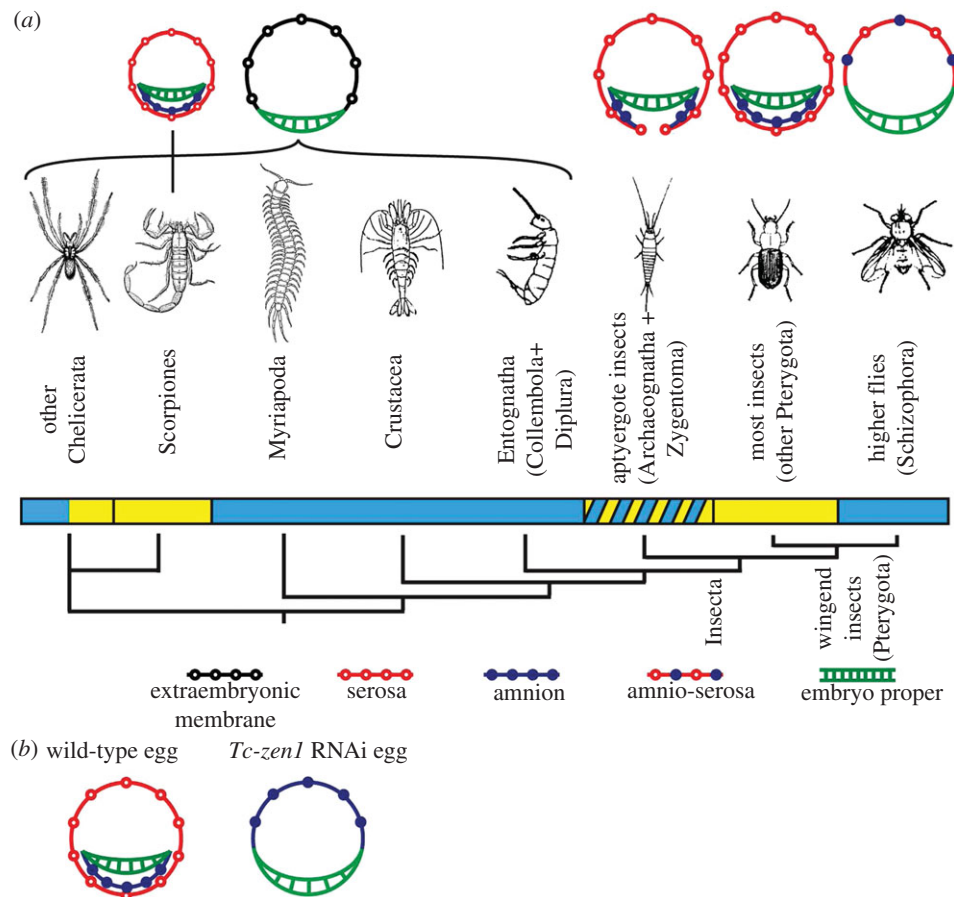 (a)
other
Chelicerata
Scorpiones
Myriapoda
Crustacea
Entognatha
(Collembola+
Diplura)
aptyergote insects
(Archaeognatha +
Zygentoma)
most insects
(other Pterygota)
higher flies
(Schizophora)
Insecta
wingend
insects
(Pterygota)
extraembryonic
membrane
serosa
amnion
amnio-serosa
embryo proper
(b) wild-type egg
Tc-zen1 RNAi egg